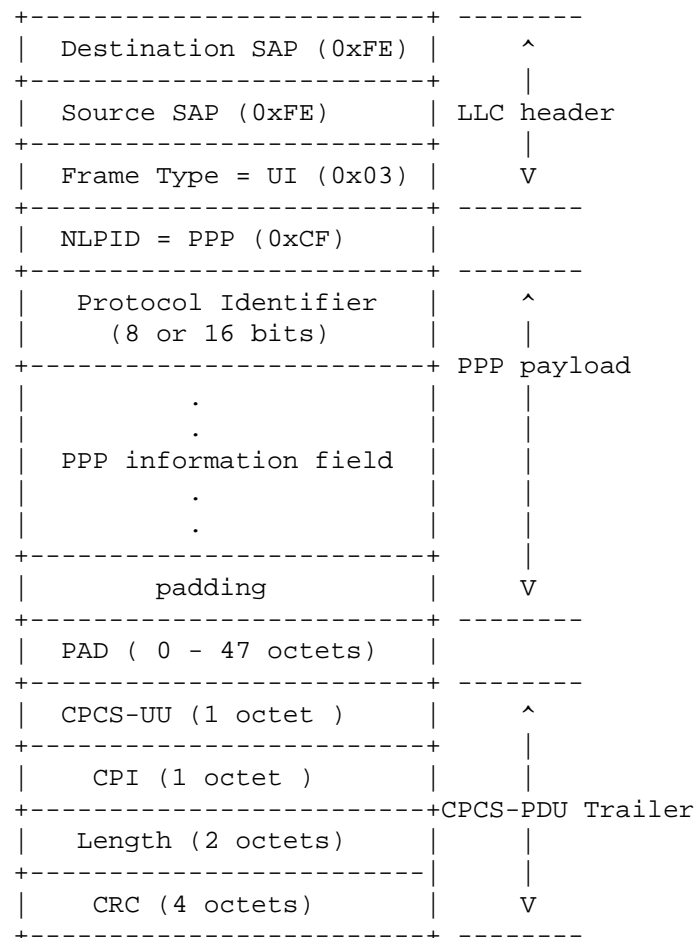 +-------------------------+ --------
| Destination SAP (0xFE) | ^
+-------------------------+ |
| Source SAP (0xFE) | LLC header
+-------------------------+ |
| Frame Type = UI (0x03) | V
+-------------------------+ --------
| NLPID = PPP (0xCF) |
+-------------------------+ --------
| Protocol Identifier | ^
| (8 or 16 bits) | |
+-------------------------+ PPP payload
| . | |
| . | |
| PPP information field | |
| . | |
| . | |
+-------------------------+ |
| padding | V
+-------------------------+ --------
| PAD ( 0 - 47 octets) |
+-------------------------+ --------
| CPCS-UU (1 octet ) | ^
+-------------------------+ |
| CPI (1 octet ) | |
+-------------------------+CPCS-PDU Trailer
| Length (2 octets) | |
+-------------------------| |
| CRC (4 octets) | V
+-------------------------+ --------